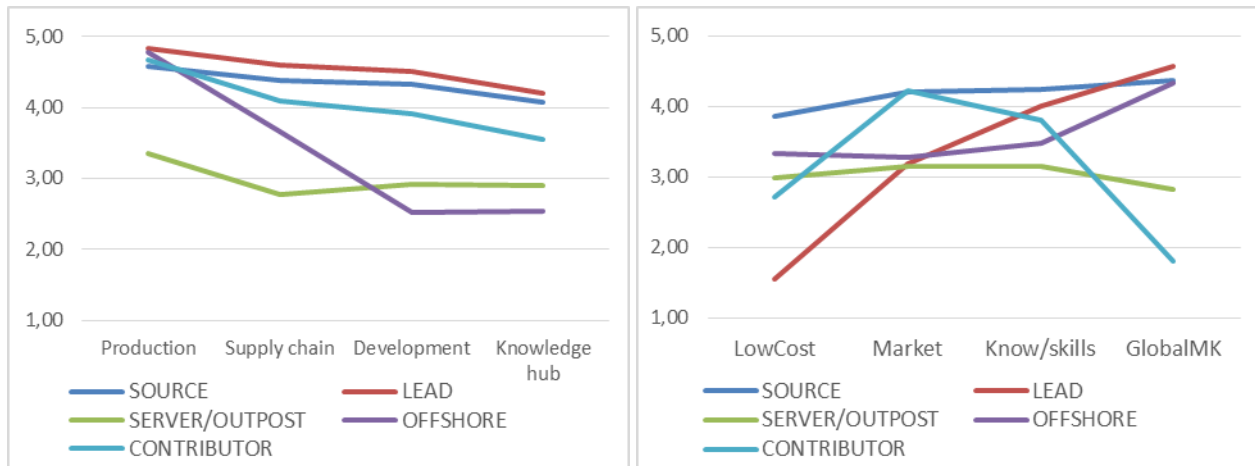 5,00
4,00
3,00
2,00
1,00
Production Supply chain Development Knowledge
hub
SOURCE LEAD
SERVER/OUTPOST OFFSHORE
CONTRIBUTOR
5,00
4,00
3,00
2,00
1,00
LowCost Market Know/skills GlobalMK
SOURCE LEAD
SERVER/OUTPOST OFFSHORE
CONTRIBUTOR